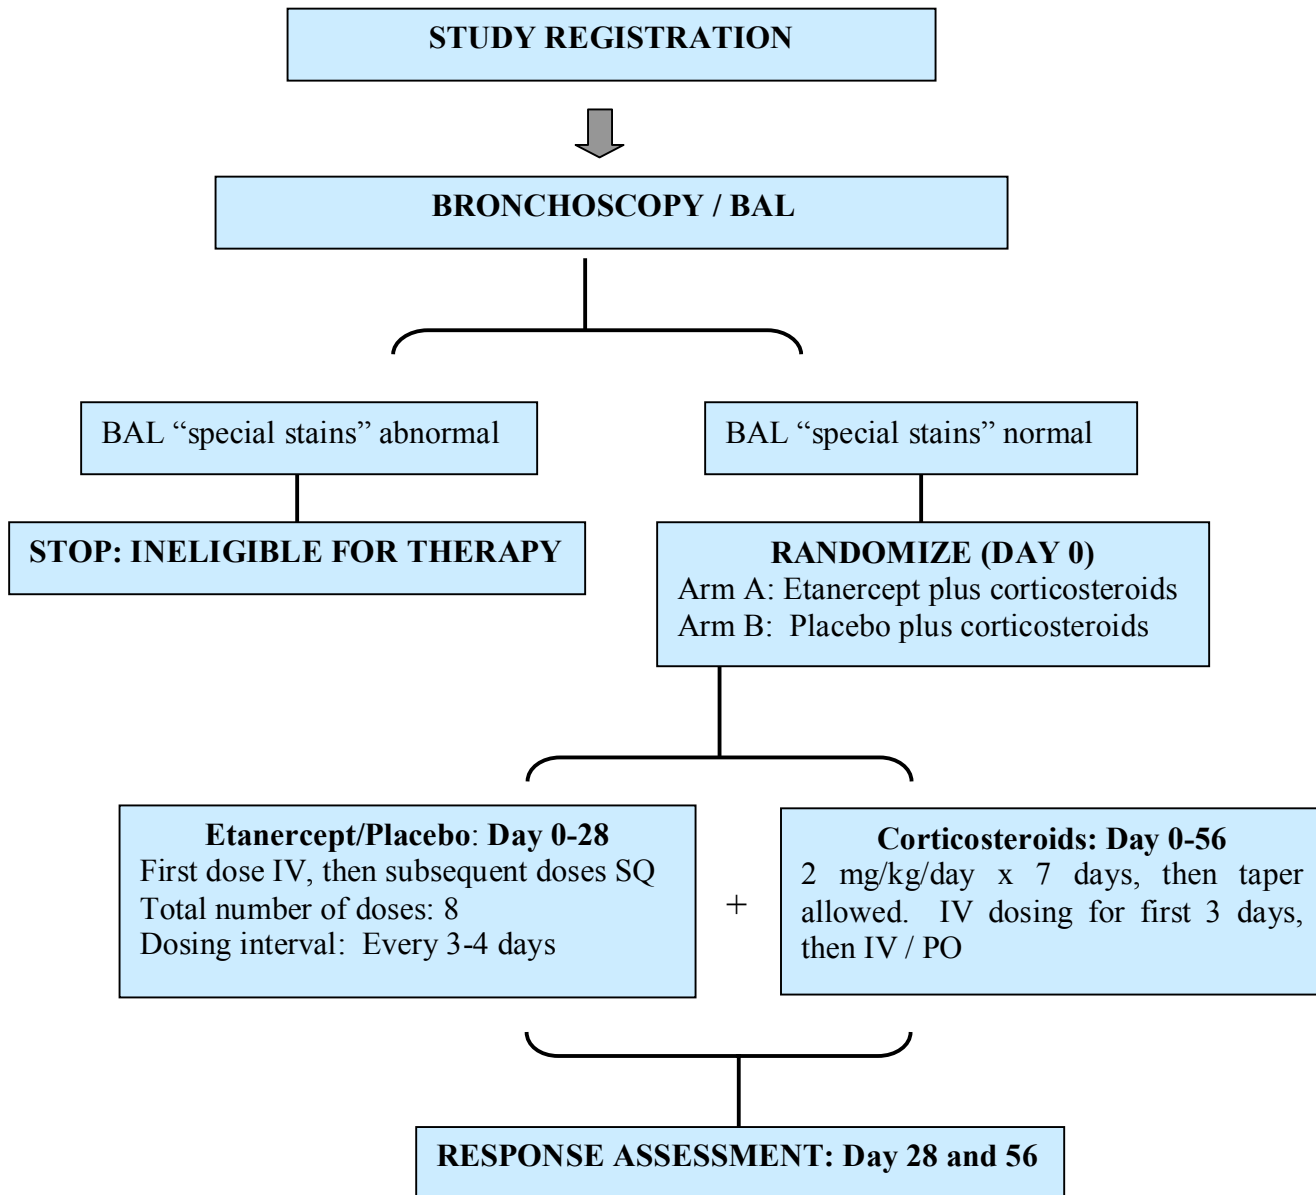 STUDY REGISTRATION
BRONCHOSCOPY / BAL
BAL “special stains” abnormal
BAL “special stains” normal
STOP: INELIGIBLE FOR THERAPY
RANDOMIZE (DAY 0)
Arm A: Etanercept plus corticosteroids
Arm B:  Placebo plus corticosteroids
Etanercept/Placebo: Day 0-28
First dose IV, then subsequent doses SQ
Total number of doses: 8
Dosing interval:  Every 3-4 days
+
Corticosteroids: Day 0-56
2 mg/kg/day x 7 days, then taper
allowed.  IV dosing for first 3 days,
then IV / PO
RESPONSE ASSESSMENT: Day 28 and 56